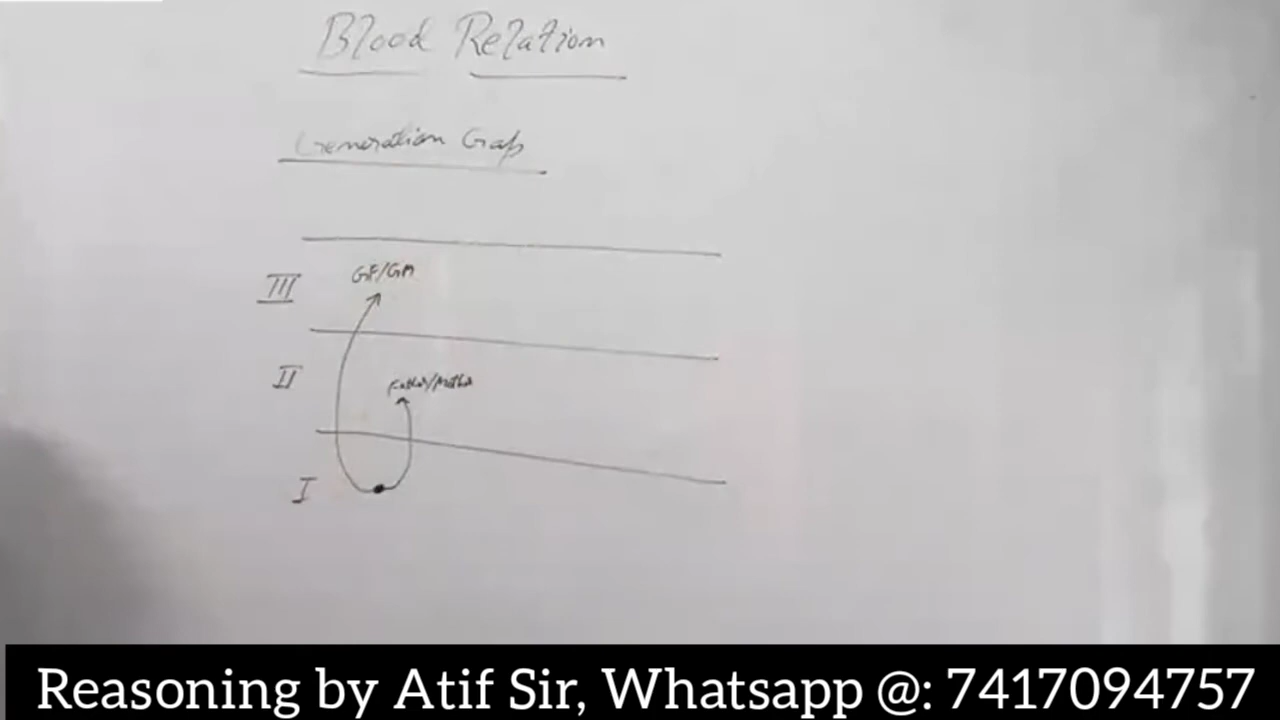 Blood Relation
Generation Gap
III GF/GM
II Father/Mother
I
Reasoning by Atif Sir, Whatsapp @: 7417094757